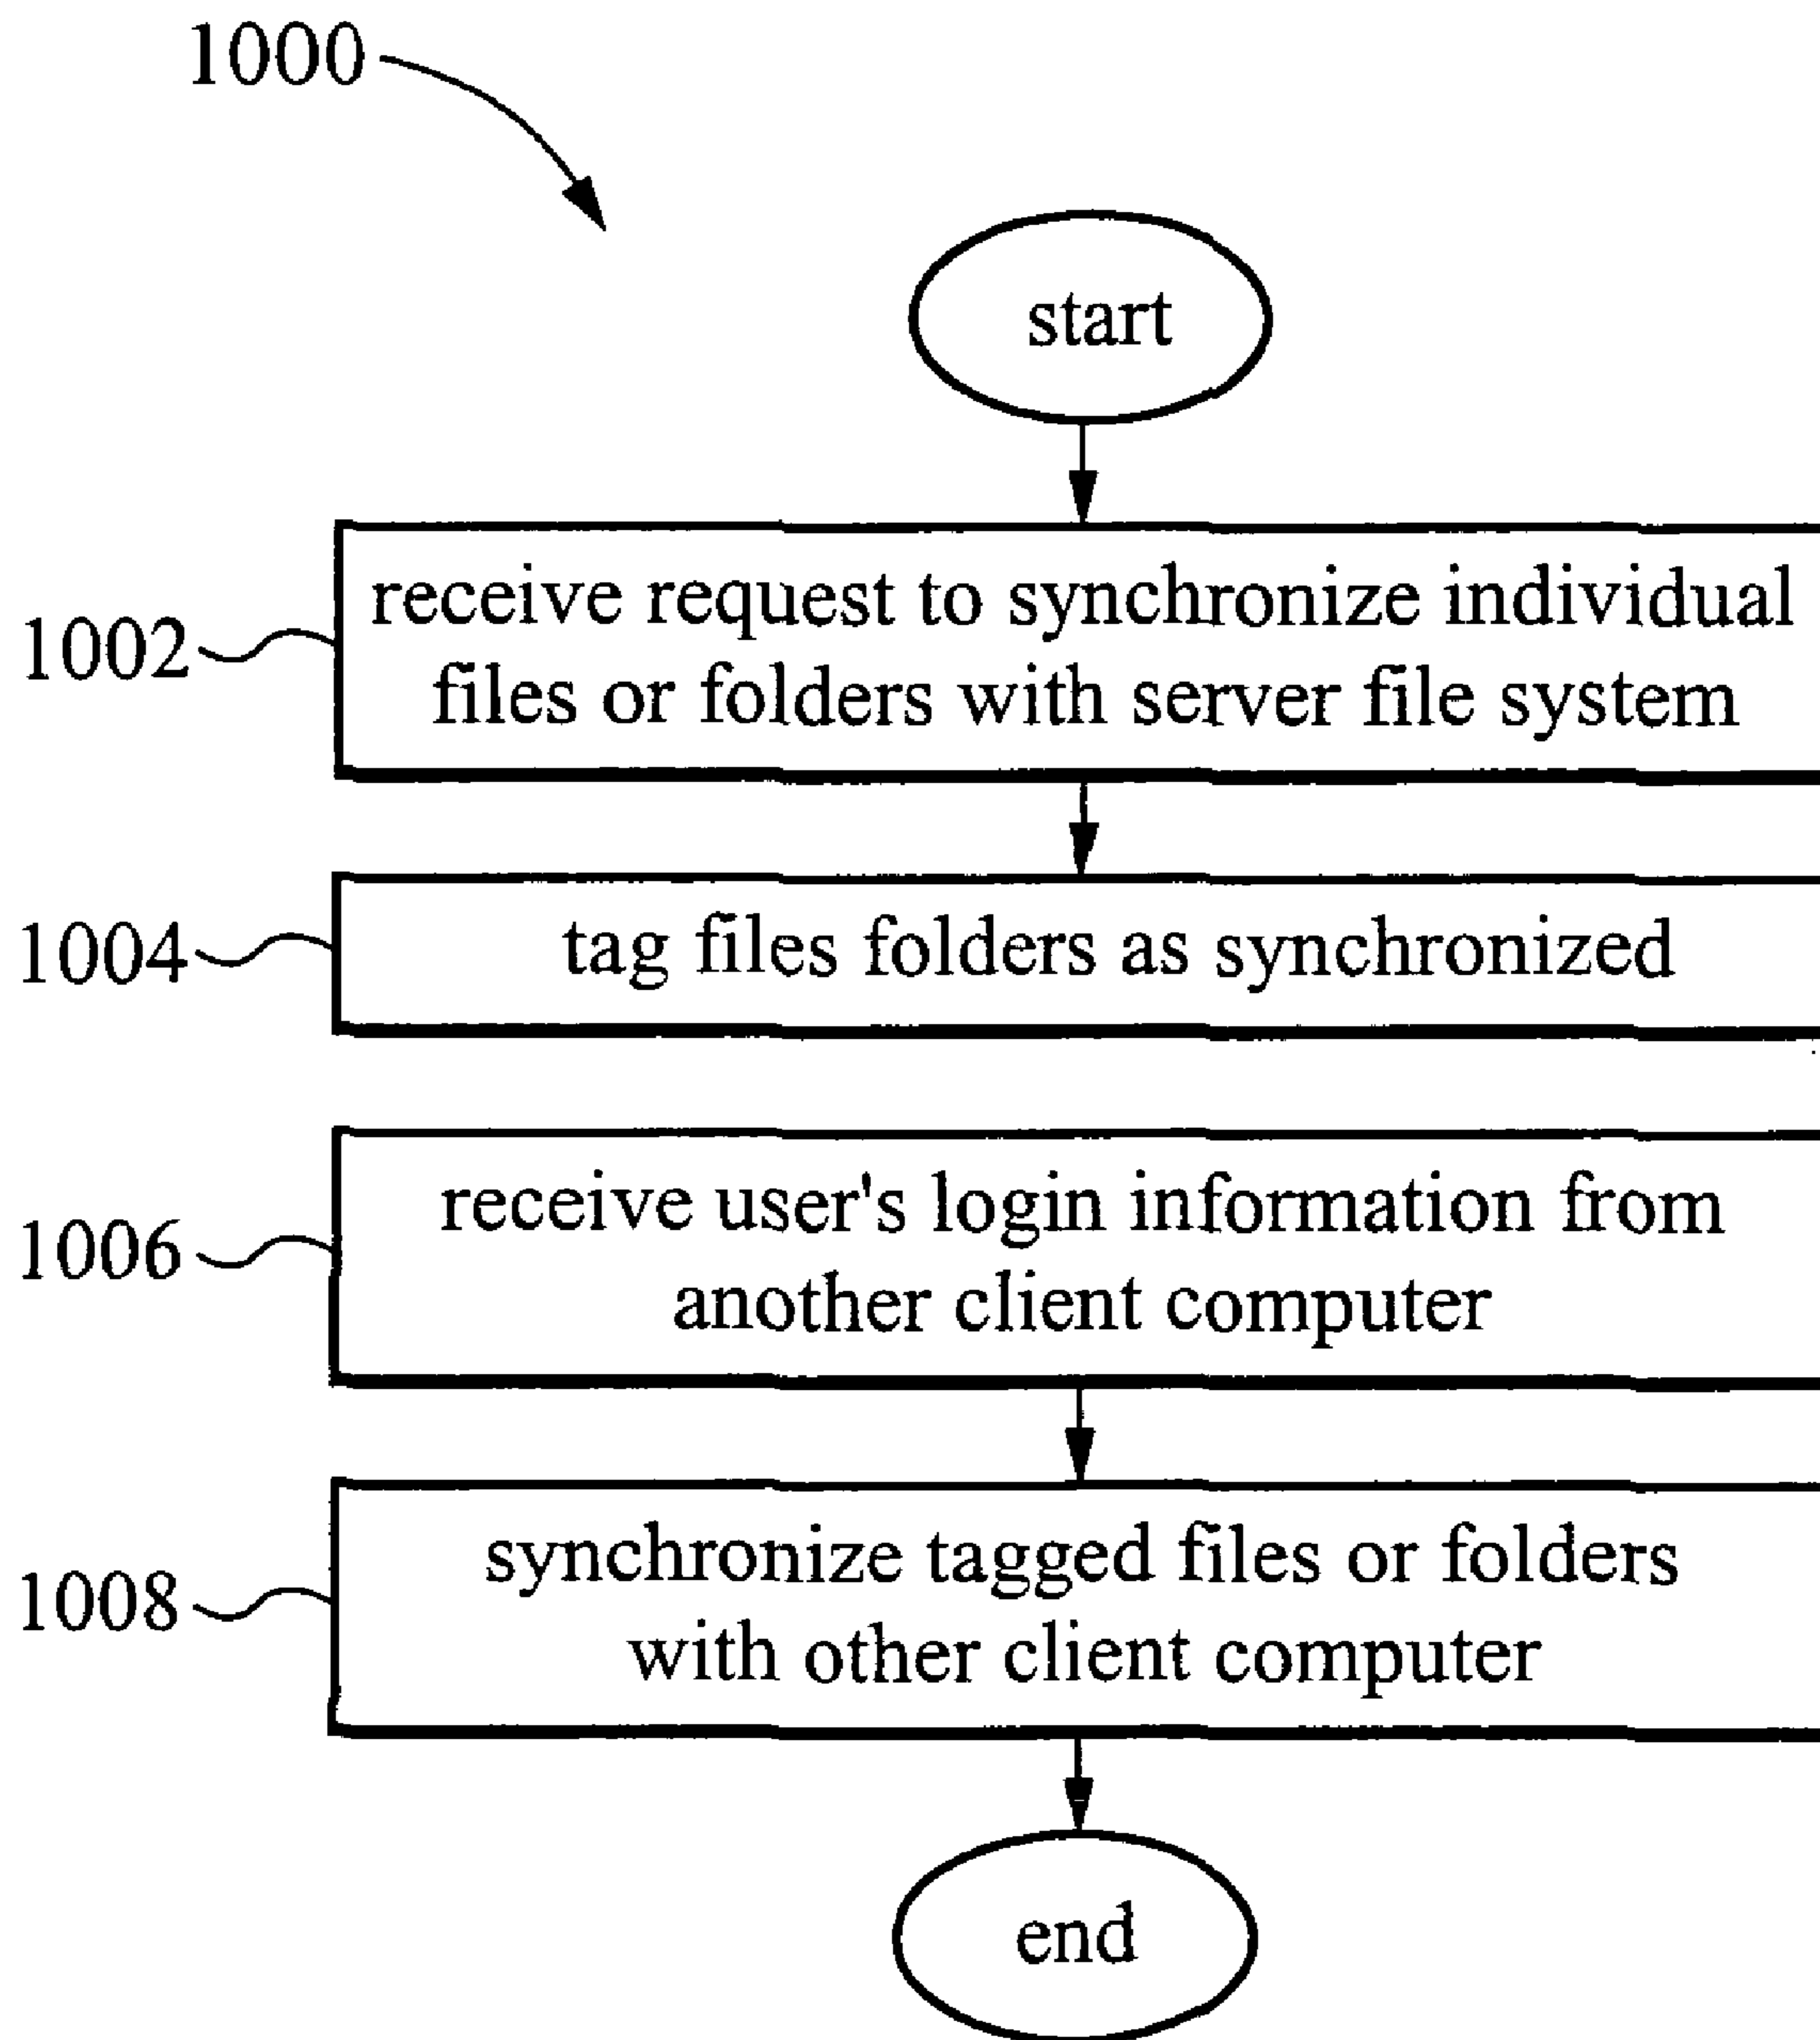 1000
start
1002
receive request to synchronize individual
files or folders with server file system
1004
tag files folders as synchronized
1006
receive user's login information from
another client computer
1008
synchronize tagged files or folders
with other client computer
end